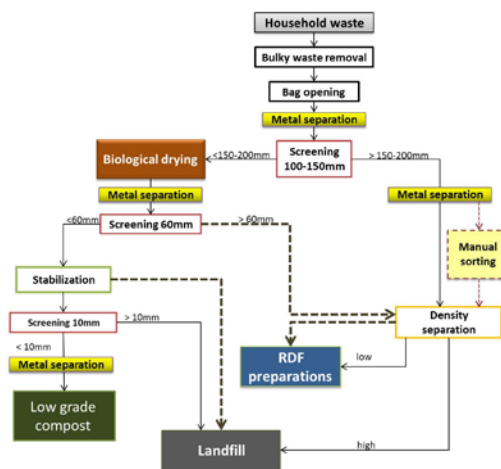 Household waste
Bulky waste removal
Bag opening
Metal separation
<150-200mm
Screening
100-150mm
> 150-200mm
Biological drying
Metal separation
Metal separation
<60mm
Screening 60mm
> 60mm
Manual
sorting
Stabilization
Screening 10mm
> 10mm
Density
separation
< 10mm
Metal separation
RDF
preparations
low
Low grade
compost
Landfill
high